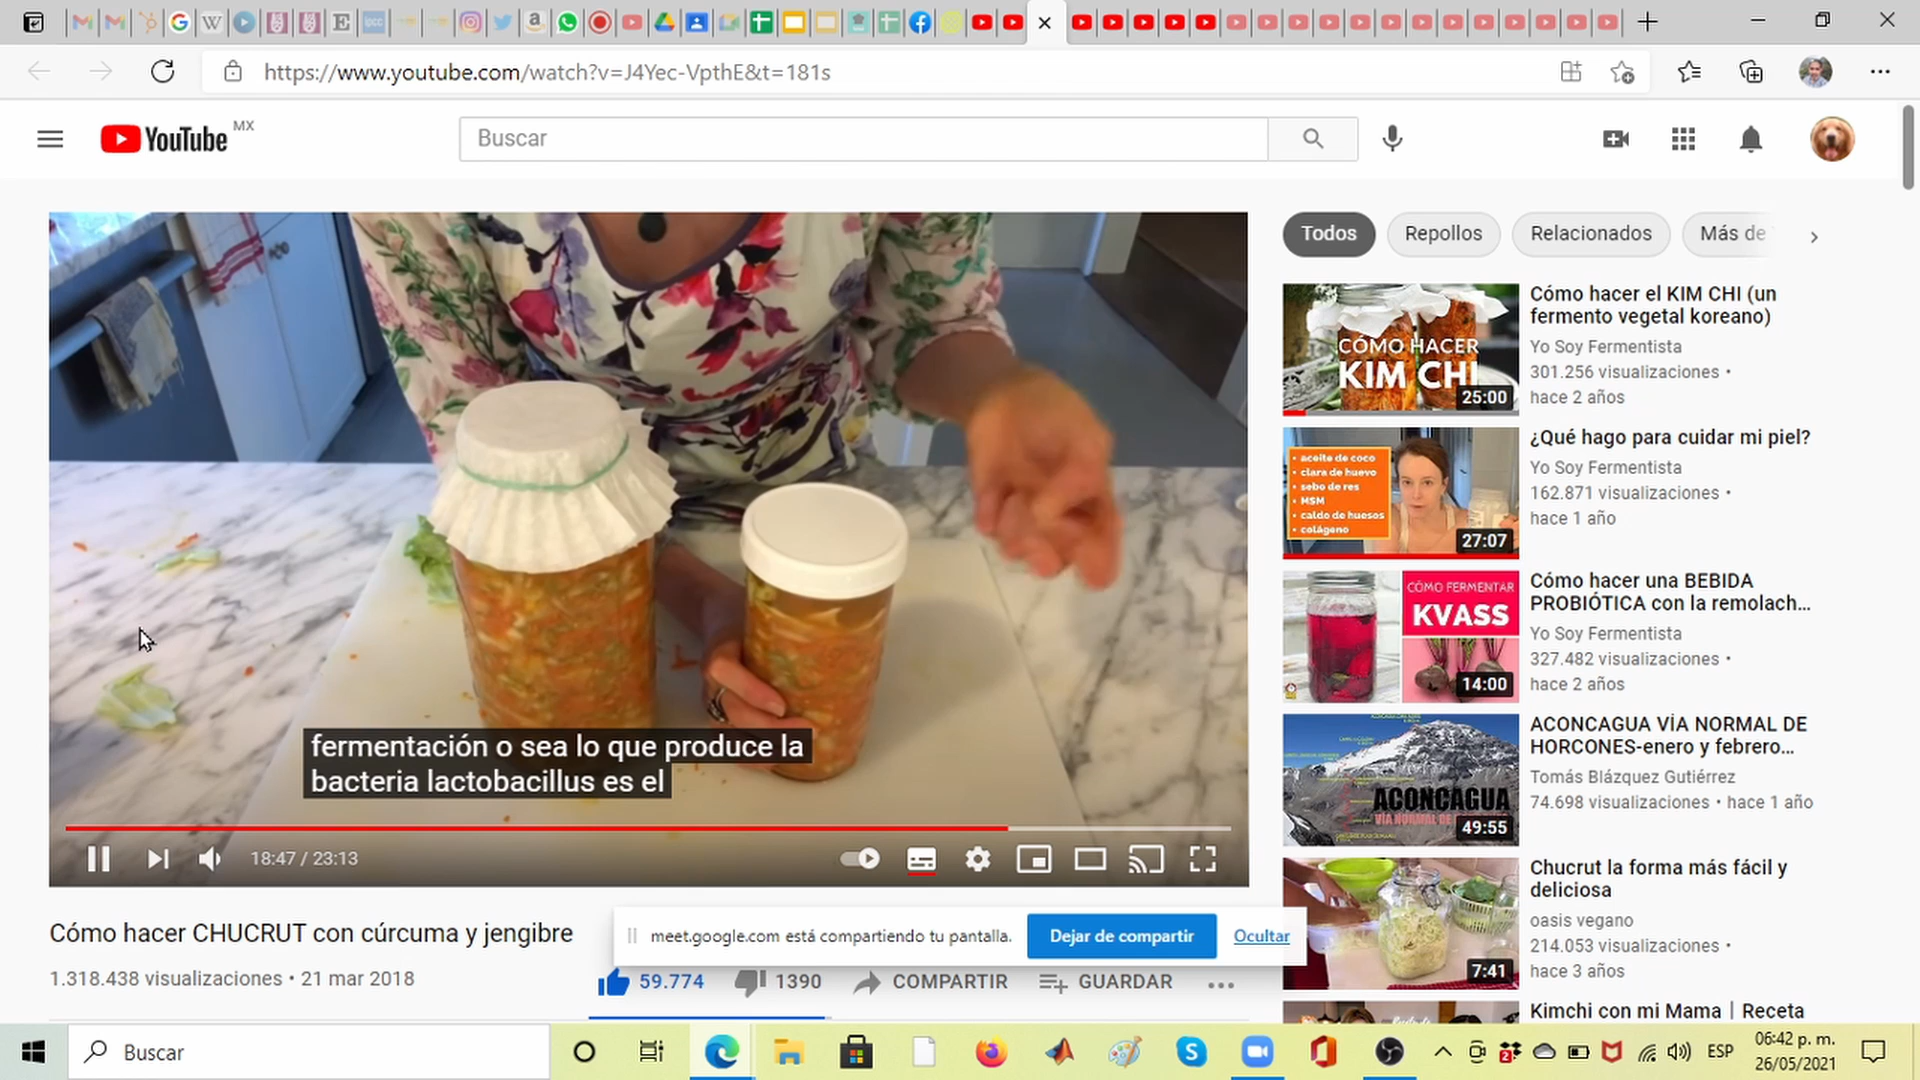 https://www.youtube.com/watch?v=J4Yec-VpthE&t=181s
YouTube MX
Buscar
fermentación o sea lo que produce la
bacteria lactobacillus es el
18:47 / 23:13
Cómo hacer CHUCRUT con cúrcuma y jengibre
1.318.438 visualizaciones • 21 mar 2018
meet.google.com está compartiendo tu pantalla.
Dejar de compartir
Ocultar
59.774
1390
COMPARTIR
GUARDAR
Todos
Repollos
Relacionados
Más de
CÓMO HACER
KIM CHI
25:00
Cómo hacer el KIM CHI (un
fermento vegetal koreano)
Yo Soy Fermentista
301.256 visualizaciones •
hace 2 años
• aceite de coco
• clara de huevo
• sebo de res
• MSM
• caldo de huesos
• colágeno
27:07
¿Qué hago para cuidar mi piel?
Yo Soy Fermentista
162.871 visualizaciones •
hace 1 año
CÓMO FERMENTAR
KVASS
14:00
Cómo hacer una BEBIDA
PROBIÓTICA con la remolach...
Yo Soy Fermentista
327.482 visualizaciones •
hace 2 años
ACONCAGUA
VÍA NORMAL DE
49:55
ACONCAGUA VÍA NORMAL DE
HORCONES-enero y febrero...
Tomás Blázquez Gutiérrez
74.698 visualizaciones • hace 1 año
7:41
Chucrut la forma más fácil y
deliciosa
oasis vegano
214.053 visualizaciones •
hace 3 años
Kimchi con mi Mama | Receta
Buscar
ESP
06:42 p. m.
26/05/2021